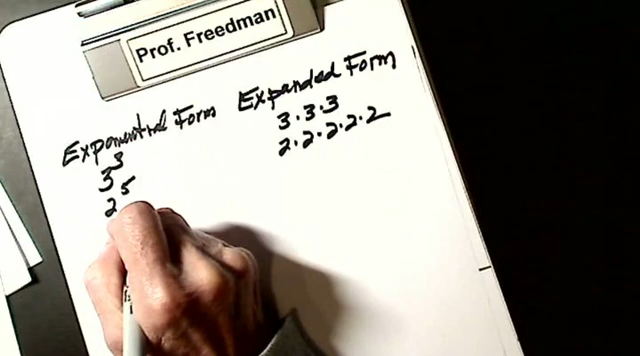 Prof. Freedman
Exponential Form Expanded Form
3³ 3·3·3
2⁵ 2·2·2·2·2